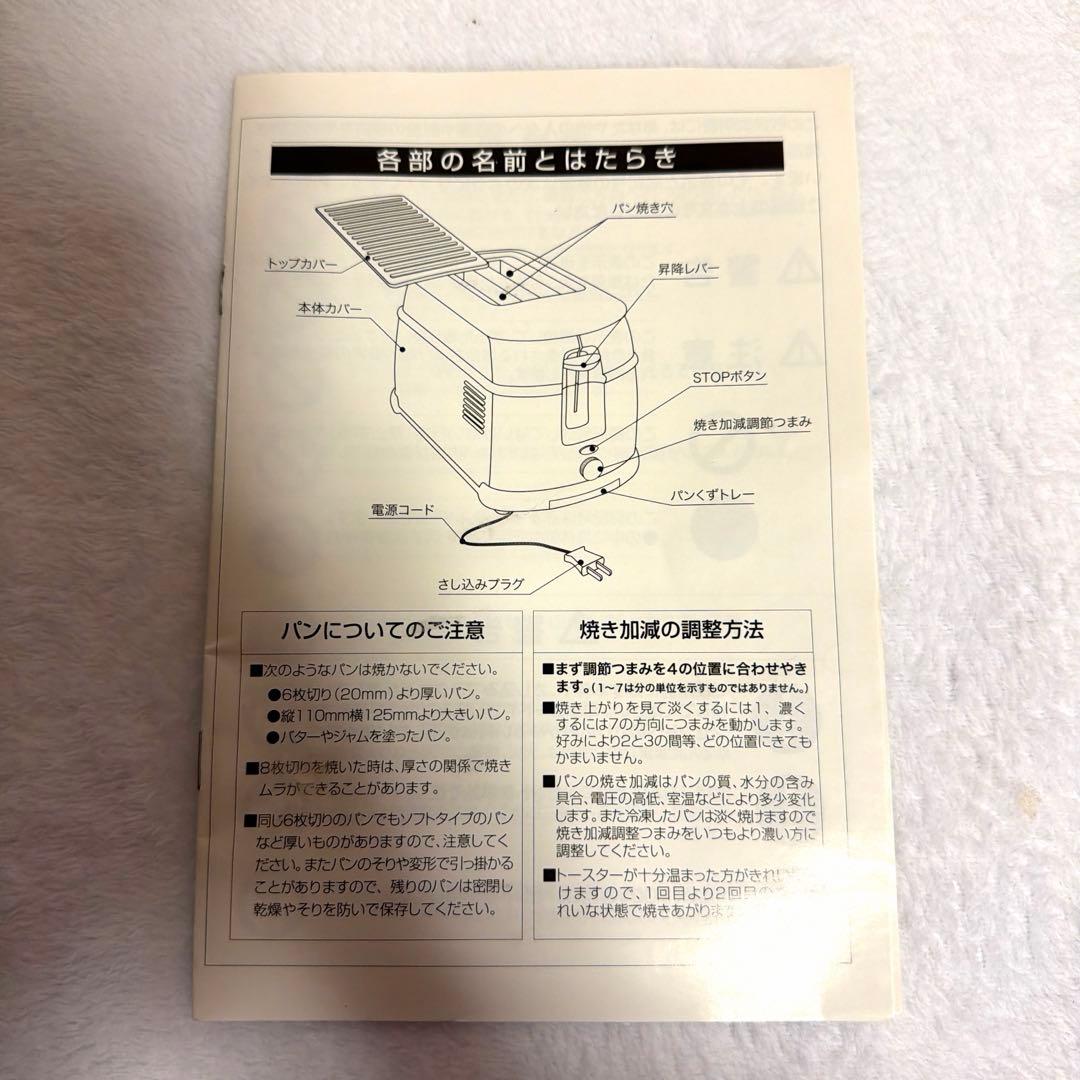 各部の名前とはたらき
パン焼き穴
トップカバー
昇降レバー
本体カバー
STOPボタン
焼き加減調節つまみ
パンくずトレー
電源コード
さし込みプラグ
パンについてのご注意
■次のようなパンは焼かないでください。
●6枚切り(20mm)より厚いパン。
●縦110mm横125mmより大きいパン。
●バターやジャムを塗ったパン。
■8枚切りを焼いた時は、厚さの関係で焼き
ムラができることがあります。
■同じ6枚切りのパンでもソフトタイプのパン
など厚いものがありますので、注意してく
ださい。またパンのそりや変形で引っ掛かる
ことがありますので、残りのパンは密閉し
乾燥やそりを防いで保存してください。
焼き加減の調整方法
■まず調節つまみを4の位置に合わせやき
ます。(1〜7は分の単位を示すものではありません。)
■焼き上がりを見て淡くするには1、濃く
するには7の方向につまみを動かします。
好みにより2と3の間等、どの位置にきても
かまいません。
■パンの焼き加減はパンの質、水分の含み
具合、電圧の高低、室温などにより多少変化
します。また冷凍したパンは淡く焼けますので
焼き加減調整つまみをいつもより濃い方に
調整してください。
■トースターが十分温まった方がきれい
けますので、1回目より2回目の
れいな状態で焼きあがりま